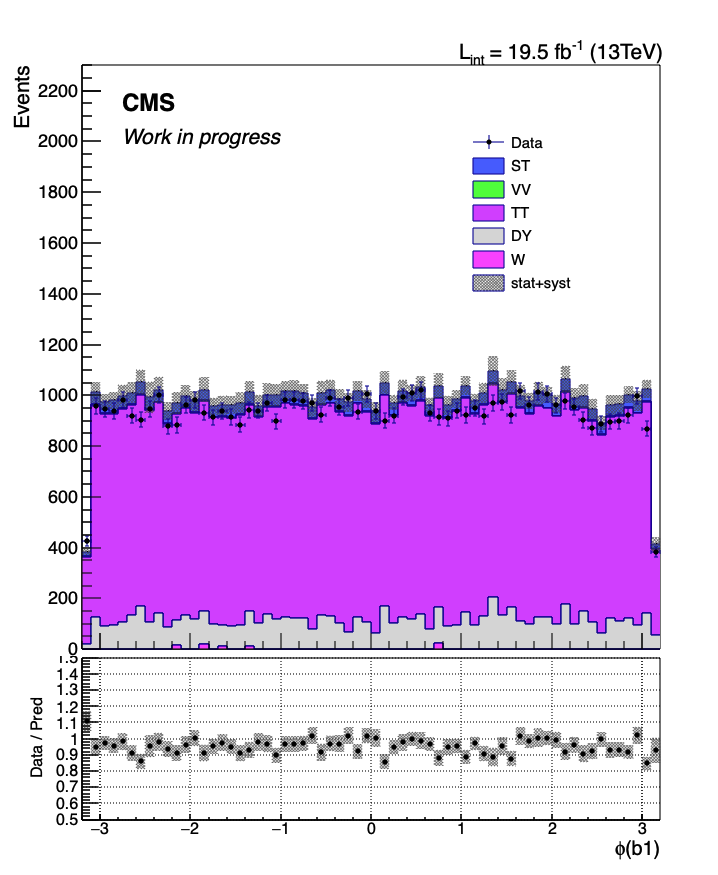 L_int = 19.5 fb⁻¹ (13TeV)
Events
CMS
Work in progress
2200
2000
1800
1600
1400
1200
1000
800
600
400
200
0
Data
ST
VV
TT
DY
W
stat+syst
Data / Pred
1.5
1.4
1.3
1.2
1.1
1
0.9
0.8
0.7
0.6
0.5
−3 −2 −1 0 1 2 3
ϕ(b1)